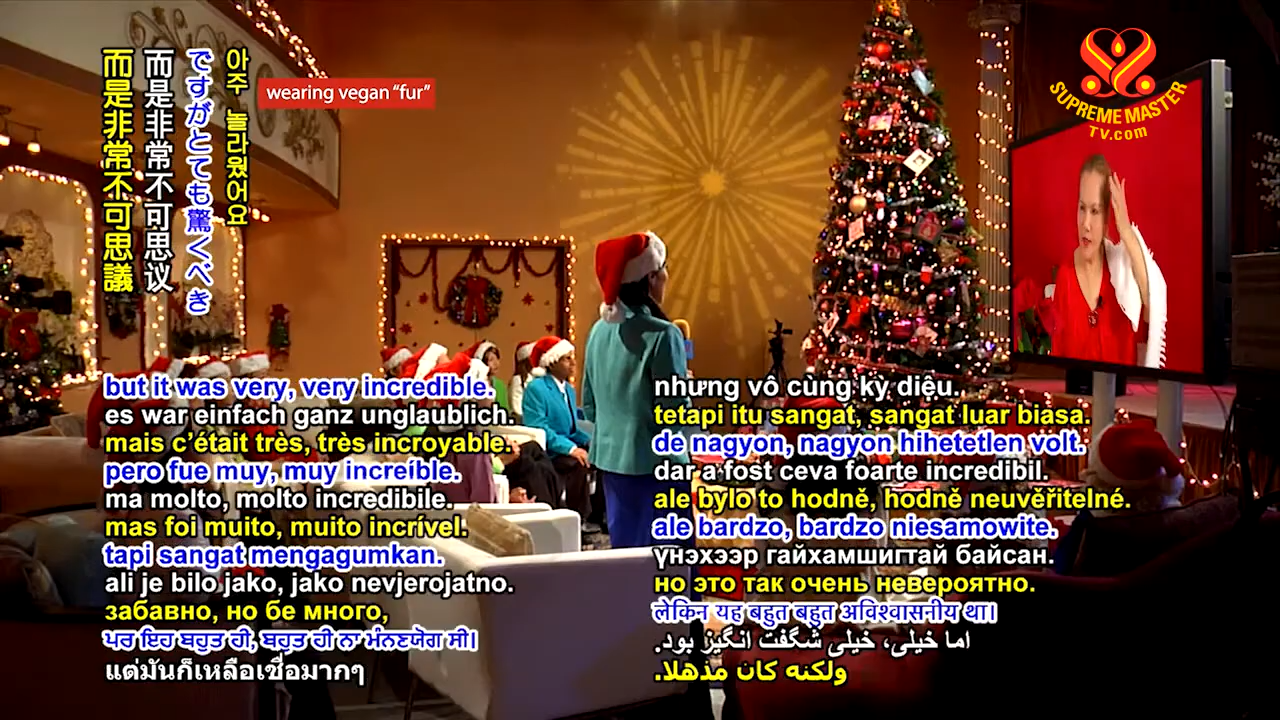 아주 놀라웠어요
ですがとても驚くべき
而是非常不可思议
而是非常不可思議
wearing vegan “fur”
SUPREME MASTER
TV.com
but it was very, very incredible.
es war einfach ganz unglaublich.
mais c’était très, très incroyable.
pero fue muy, muy increíble.
ma molto, molto incredibile.
mas foi muito, muito incrível.
tapi sangat mengagumkan.
ali je bilo jako, jako nevjerojatno.
забавно, но бе много,
ਪਰ ਇਹ ਬਹੁਤ ਹੀ, ਬਹੁਤ ਹੀ ਨਾ ਮੰਨਣਯੋਗ ਸੀ|
แต่มันก็เหลือเชื่อมากๆ
nhưng vô cùng kỳ diệu.
tetapi itu sangat, sangat luar biasa.
de nagyon, nagyon hihetetlen volt.
dar a fost ceva foarte incredibil.
ale bylo to hodně, hodně neuvěřitelné.
ale bardzo, bardzo niesamowite.
үнэхээр гайхамшигтай байсан.
но это так очень невероятно.
लेकिन यह बहुत बहुत अविश्वासनीय था।
اما خیلی، خیلی شگفت انگیز بود.
ولكنه كان مذهلا.